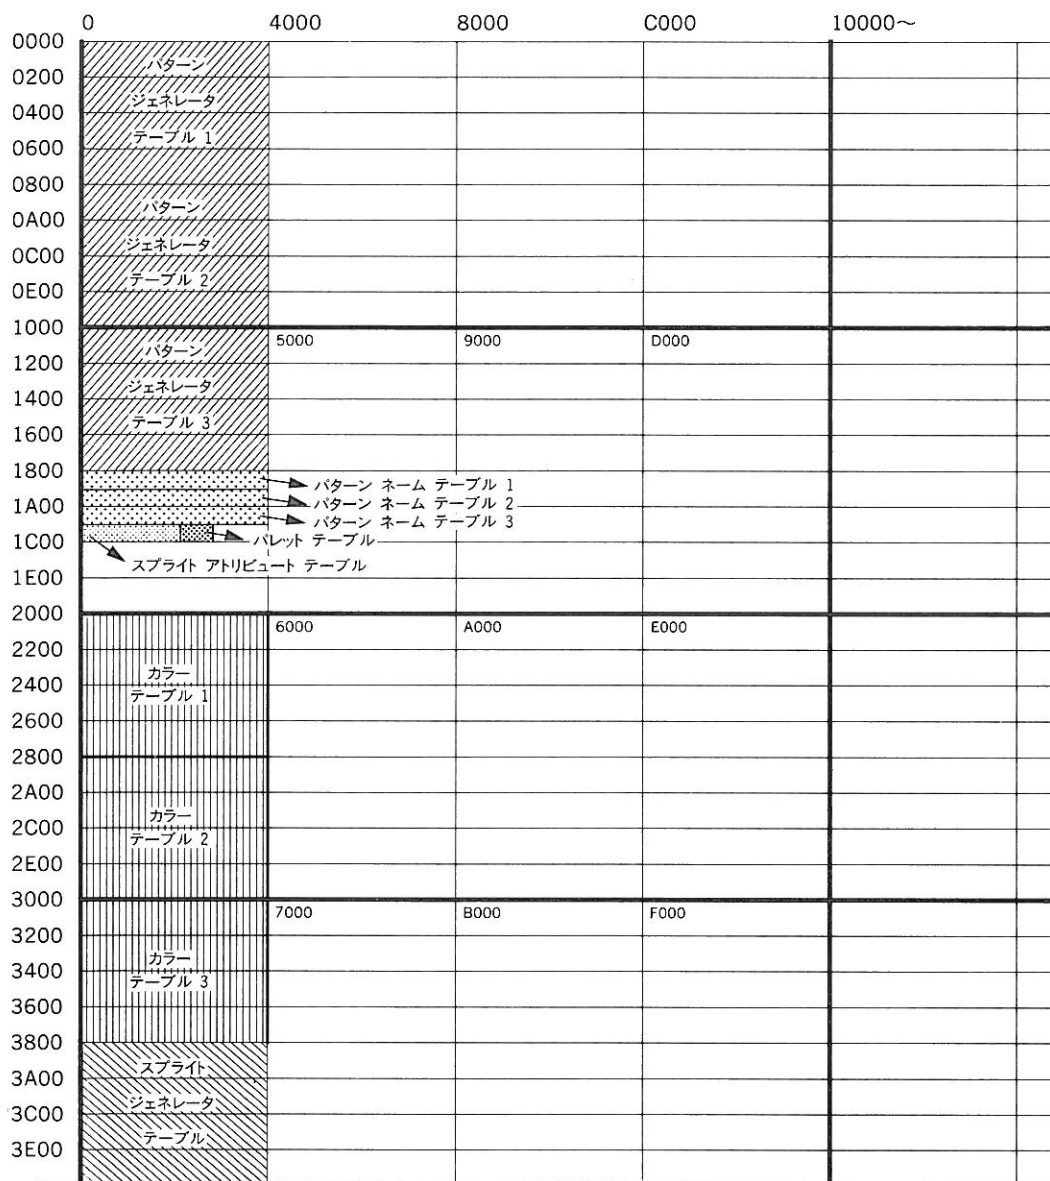 0 4000 8000 C000 10000～
0000
パターン
0200
ジェネレータ
0400
テーブル 1
0600
0800
パターン
0A00
ジェネレータ
0C00
テーブル 2
0E00
1000 5000 9000 D000
パターン
1200
ジェネレータ
1400
テーブル 3
1600
1800
パターン ネーム テーブル 1
パターン ネーム テーブル 2
1A00
パターン ネーム テーブル 3
パレット テーブル
1C00
スプライト アトリビュート テーブル
1E00
2000 6000 A000 E000
2200
カラー
2400
テーブル 1
2600
2800
2A00
カラー
2C00
テーブル 2
2E00
3000 7000 B000 F000
3200
カラー
3400
テーブル 3
3600
3800
スプライト
3A00
ジェネレータ
3C00
テーブル
3E00